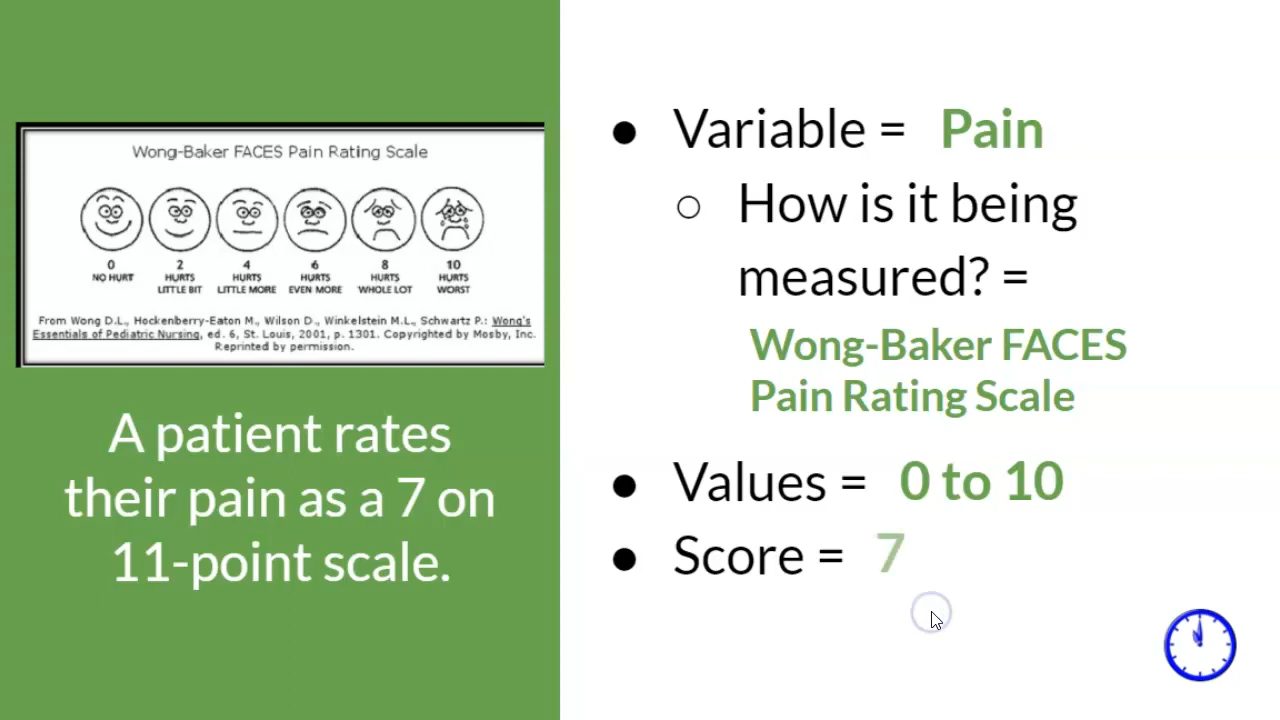 Wong-Baker FACES Pain Rating Scale
0 2 4 6 8 10
NO HURT HURTS HURTS HURTS HURTS HURTS
LITTLE BIT LITTLE MORE EVEN MORE WHOLE LOT WORST
From Wong D.L., Hockenberry-Eaton M., Wilson D., Winkelstein M.L., Schwartz P.: Wong's
Essentials of Pediatric Nursing, ed. 6, St. Louis, 2001, p. 1301. Copyrighted by Mosby, Inc.
Reprinted by permission.
A patient rates
their pain as a 7 on
11-point scale.
● Variable = Pain
○ How is it being
measured? =
Wong-Baker FACES
Pain Rating Scale
● Values = 0 to 10
● Score = 7